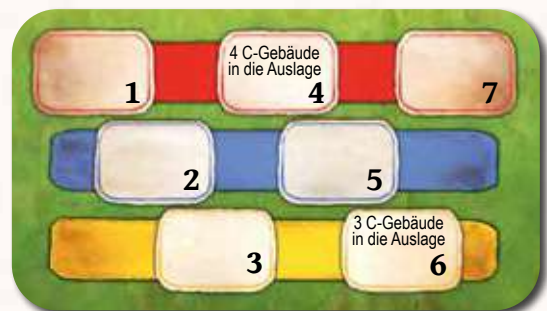 4 C-Gebäude
in die Auslage
1 4 7
2 5
3 C-Gebäude
in die Auslage
3 6